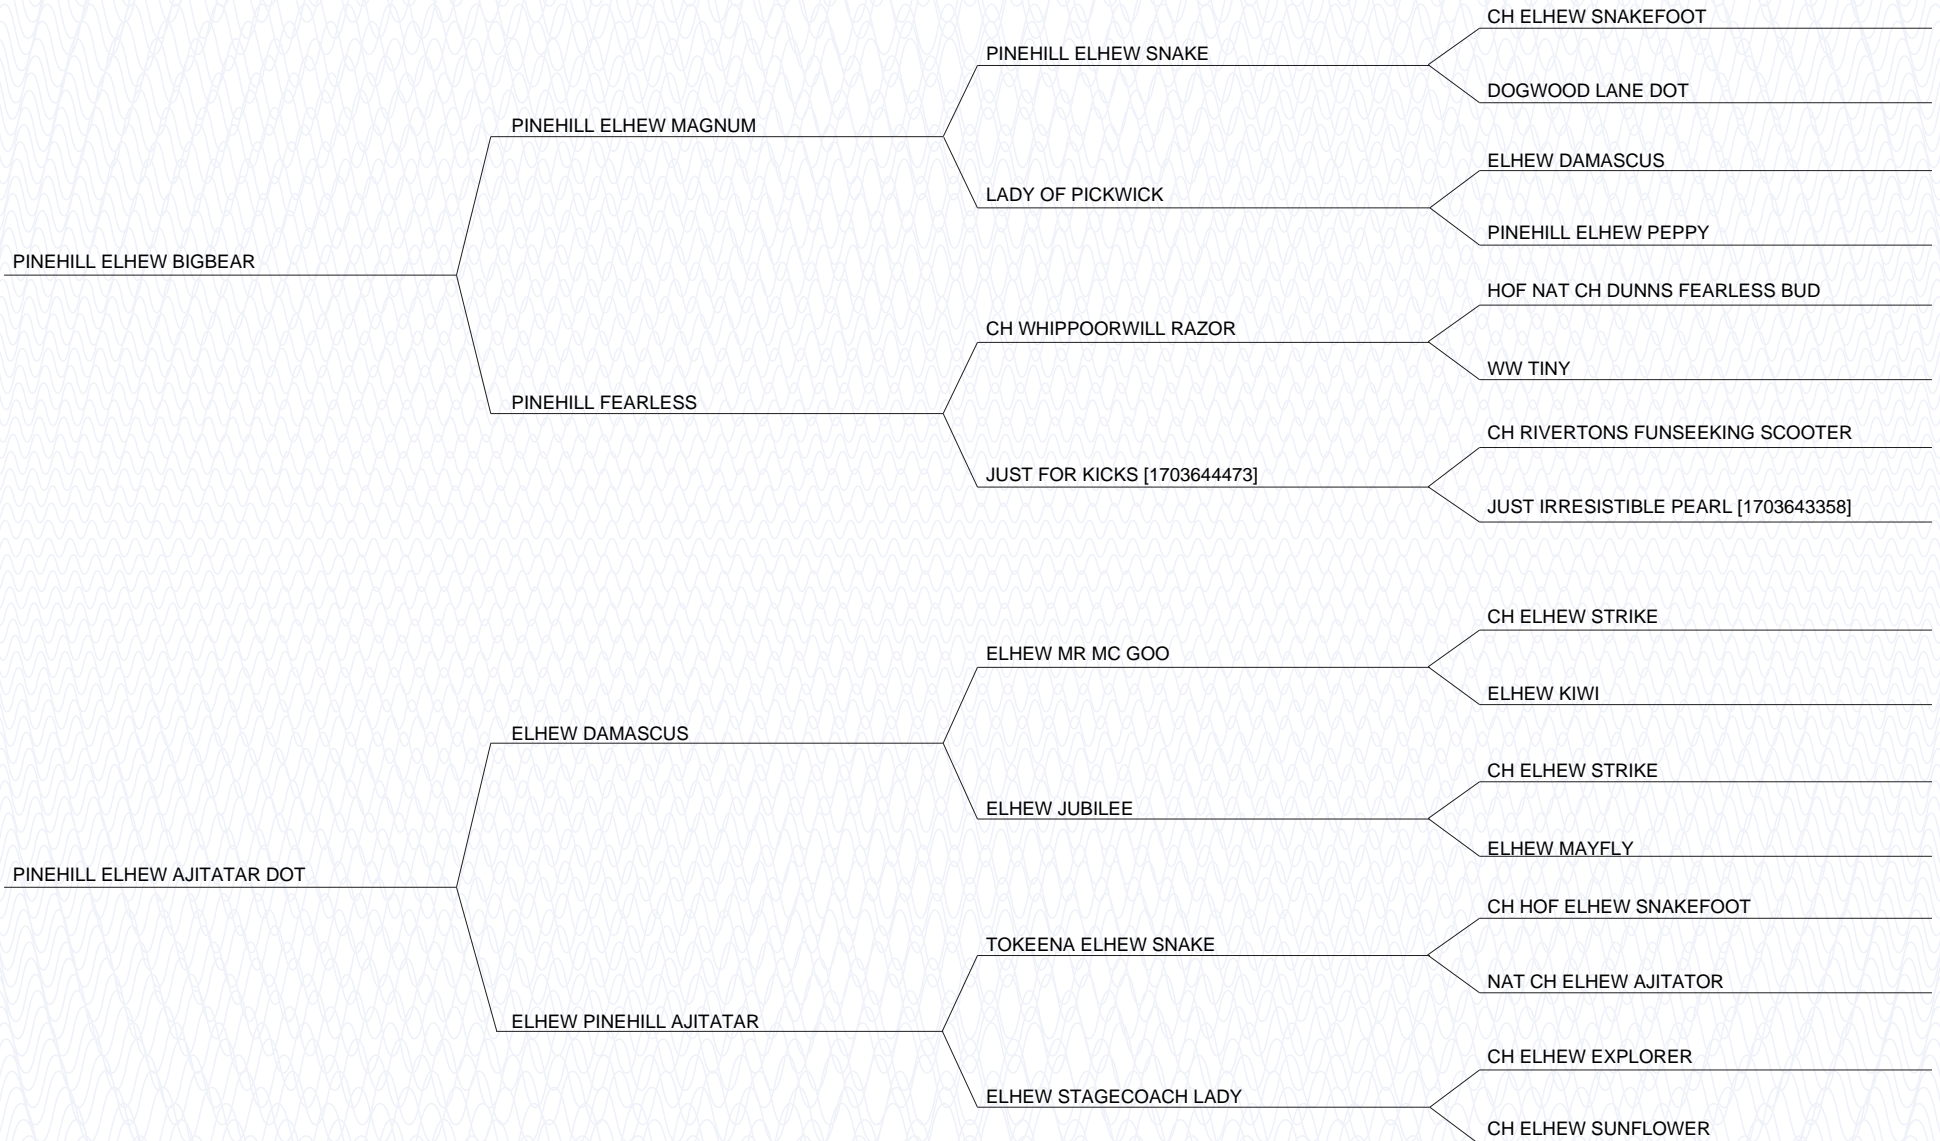 CH ELHEW SNAKEFOOT
PINEHILL ELHEW SNAKE
DOGWOOD LANE DOT
PINEHILL ELHEW MAGNUM
ELHEW DAMASCUS
LADY OF PICKWICK
PINEHILL ELHEW PEPPY
PINEHILL ELHEW BIGBEAR
HOF NAT CH DUNNS FEARLESS BUD
CH WHIPPOORWILL RAZOR
WW TINY
PINEHILL FEARLESS
CH RIVERTONS FUNSEEKING SCOOTER
JUST FOR KICKS [1703644473]
JUST IRRESISTIBLE PEARL [1703643358]
CH ELHEW STRIKE
ELHEW MR MC GOO
ELHEW KIWI
ELHEW DAMASCUS
CH ELHEW STRIKE
ELHEW JUBILEE
ELHEW MAYFLY
PINEHILL ELHEW AJITATAR DOT
CH HOF ELHEW SNAKEFOOT
TOKEENA ELHEW SNAKE
NAT CH ELHEW AJITATOR
ELHEW PINEHILL AJITATAR
CH ELHEW EXPLORER
ELHEW STAGECOACH LADY
CH ELHEW SUNFLOWER